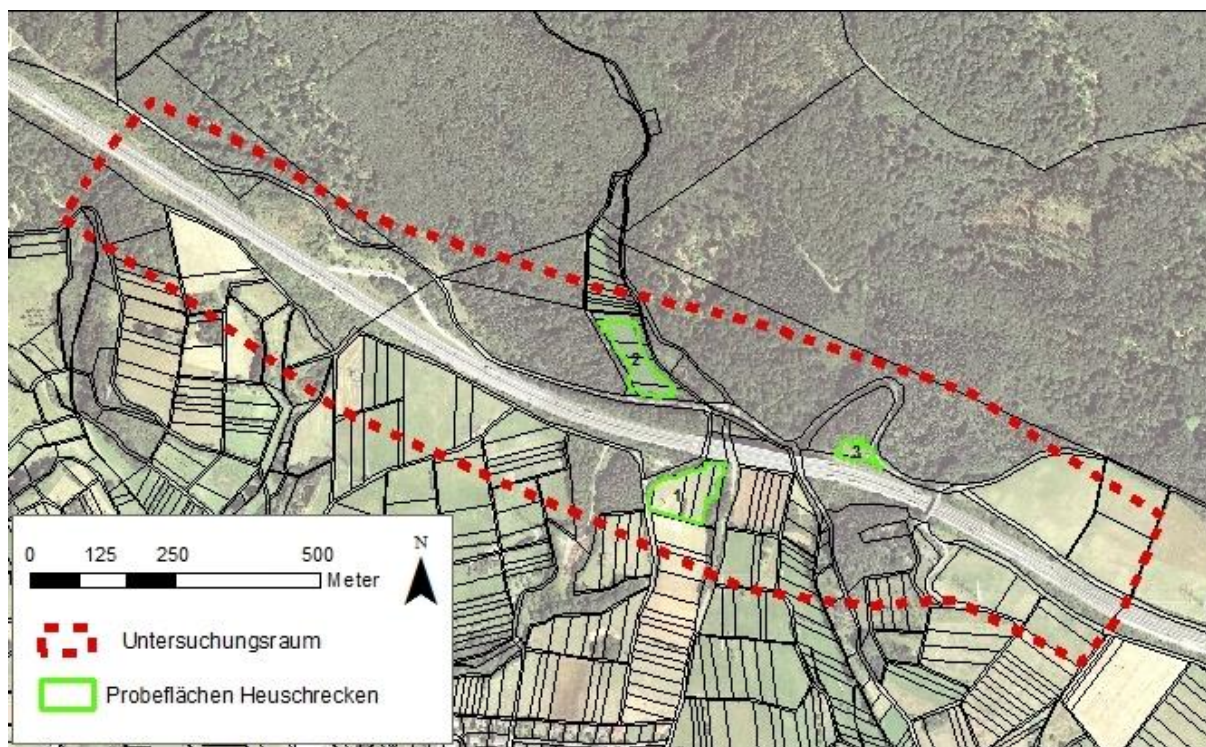 2
3
1
0 125 250 500
Meter
N
Untersuchungsraum
Probeflächen Heuschrecken